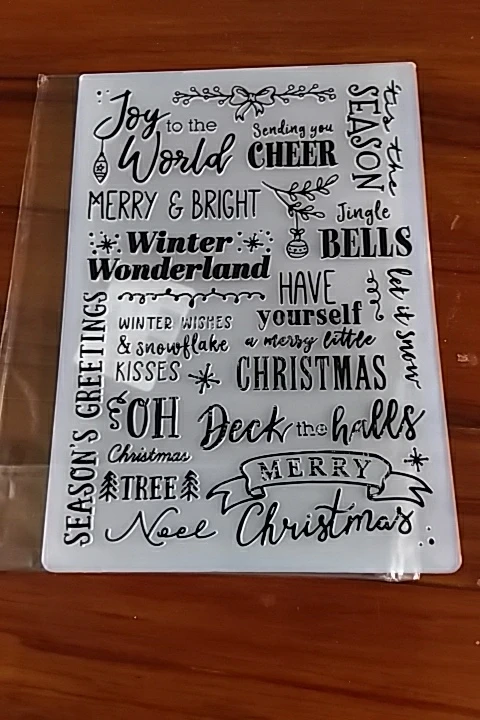 Joy to the
World
Sending you
CHEER
'tis the
SEASON
MERRY & BRIGHT
Jingle
BELLS
Winter
Wonderland
HAVE
yourself
a merry little
CHRISTMAS
let it snow
WINTER WISHES
& snowflake
KISSES
SEASON'S GREETINGS
OH
Christmas
TREE
Deck the halls
MERRY
Christmas
Noel